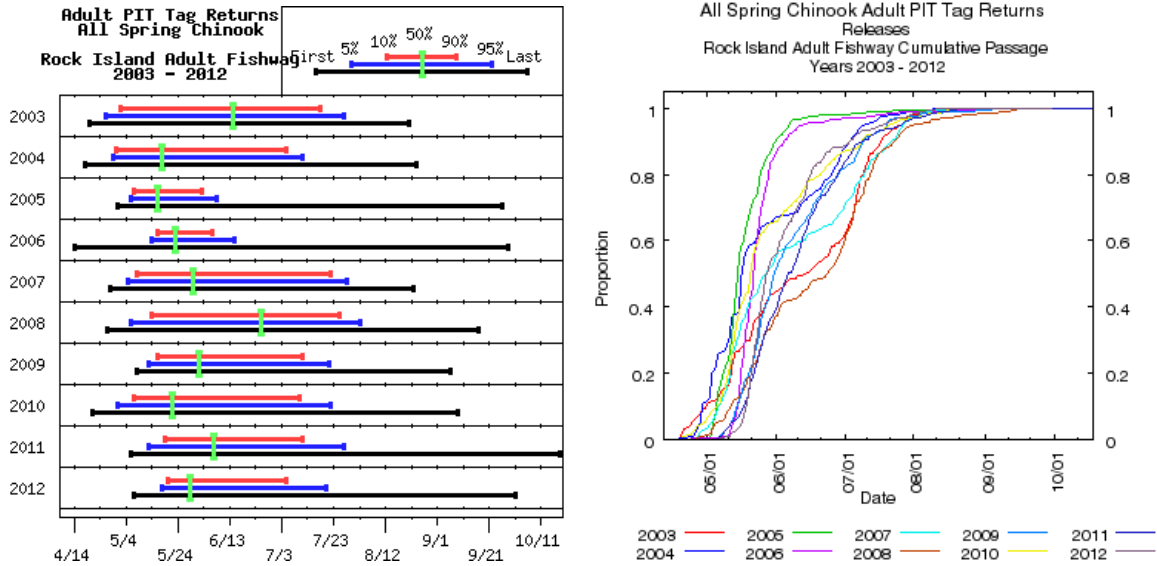 Adult PIT Tag Returns
All Spring Chinook
Rock Island Adult Fishway
2003 - 2012
First 5% 10% 50% 90% 95% Last
2003
2004
2005
2006
2007
2008
2009
2010
2011
2012
4/14 5/4 5/24 6/13 7/3 7/23 8/12 9/1 9/21 10/11
All Spring Chinook Adult PIT Tag Returns
Releases
Rock Island Adult Fishway Cumulative Passage
Years 2003 - 2012
1 1
0.8 0.8
0.6 0.6
0.4 0.4
0.2 0.2
0 0
Proportion
05/01 06/01 07/01 08/01 09/01 10/01
Date
2003 2005 2007 2009 2011
2004 2006 2008 2010 2012